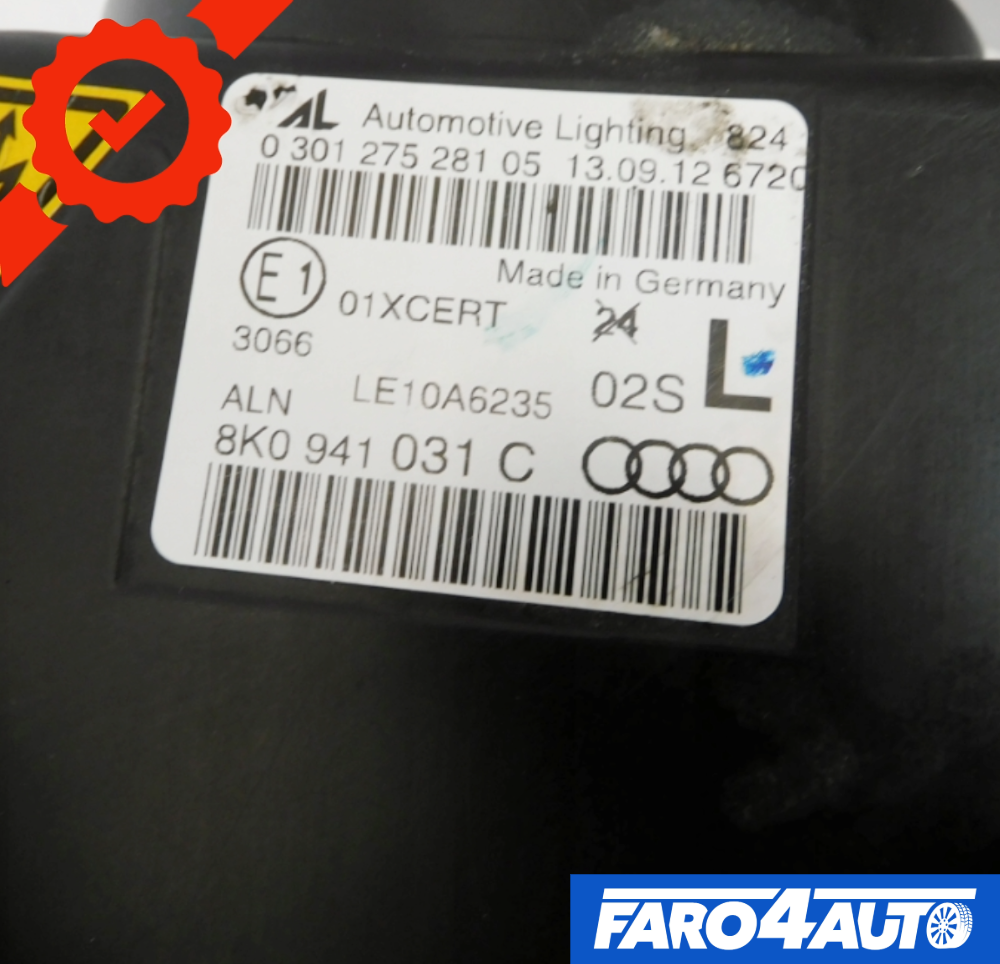 AL Automotive Lighting 824
0 301 275 281 05 13.09.12 6720
E1 Made in Germany
01XCERT 24
3066
L
ALN LE10A6235 02S
8K0 941 031 C
FARO4AUTO